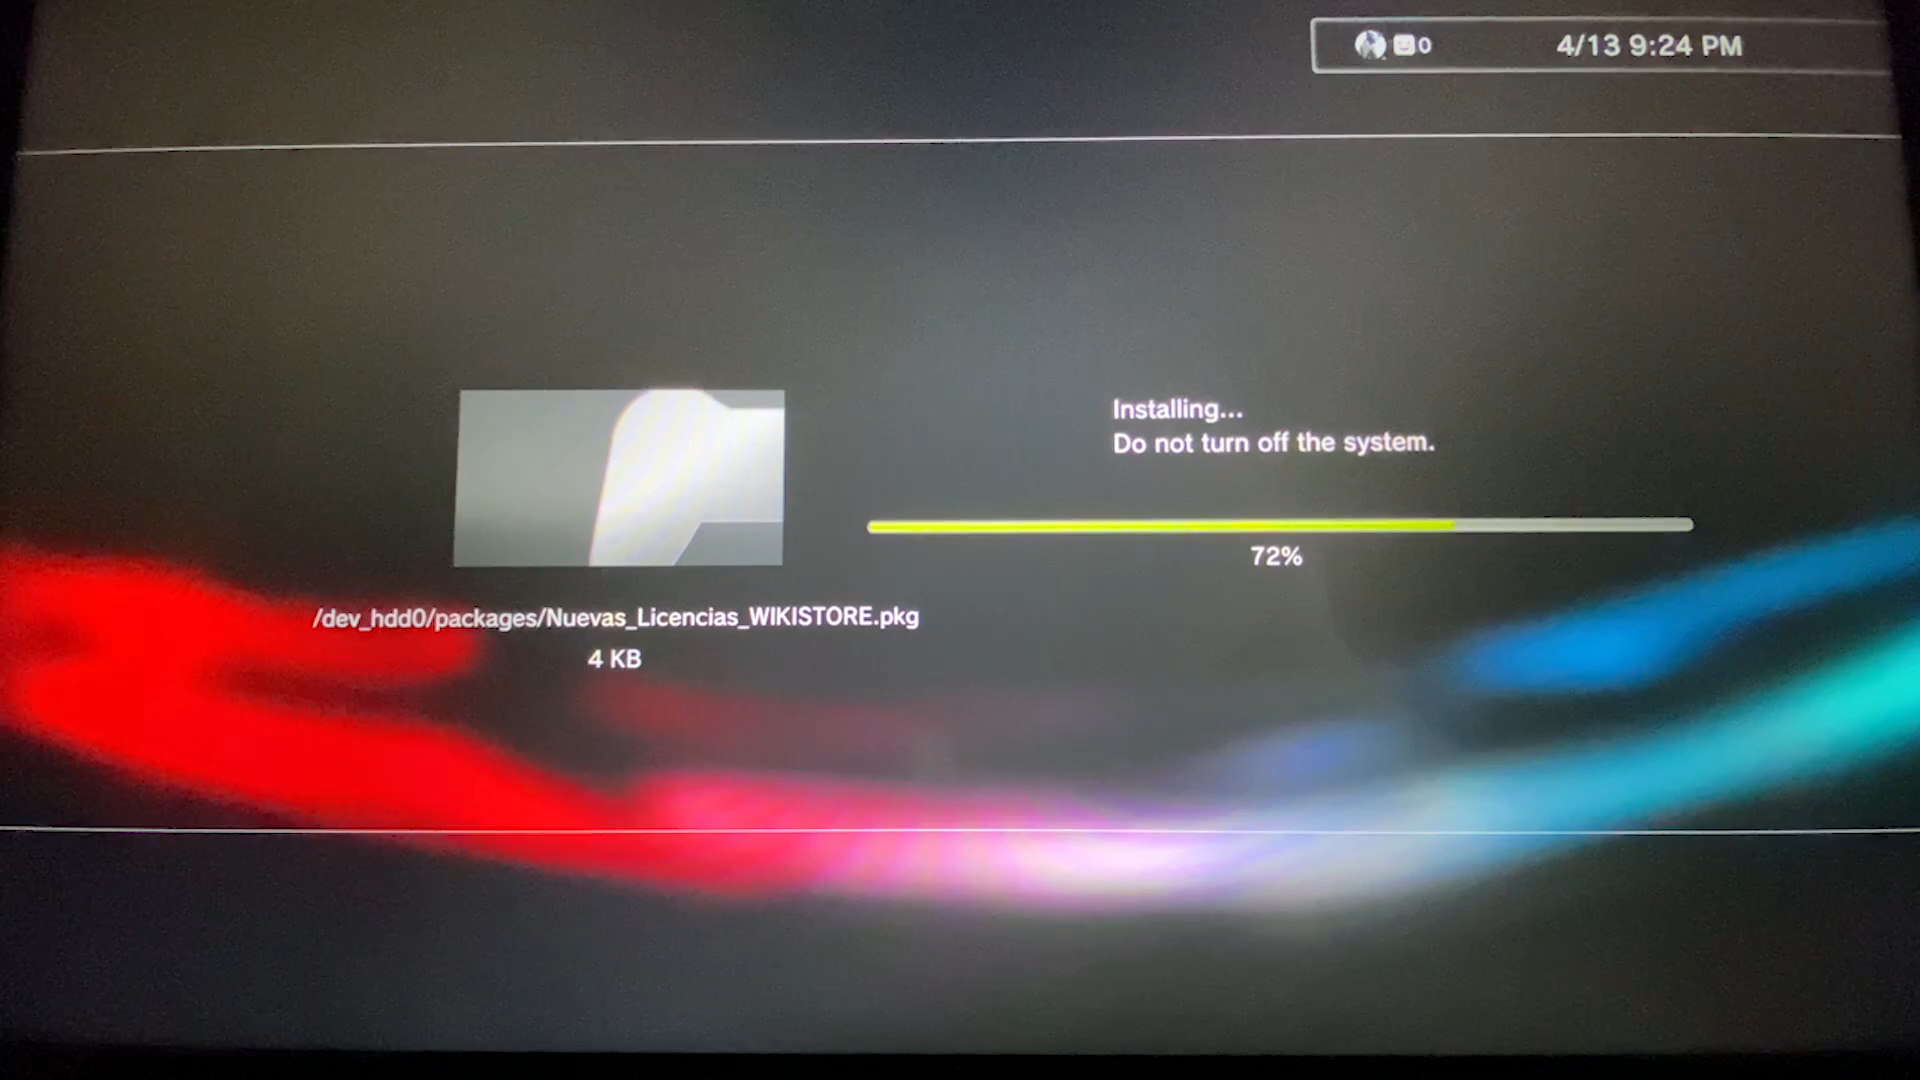 0 4/13 9:24 PM
Installing...
Do not turn off the system.
72%
/dev_hdd0/packages/Nuevas_Licencias_WIKISTORE.pkg
4 KB